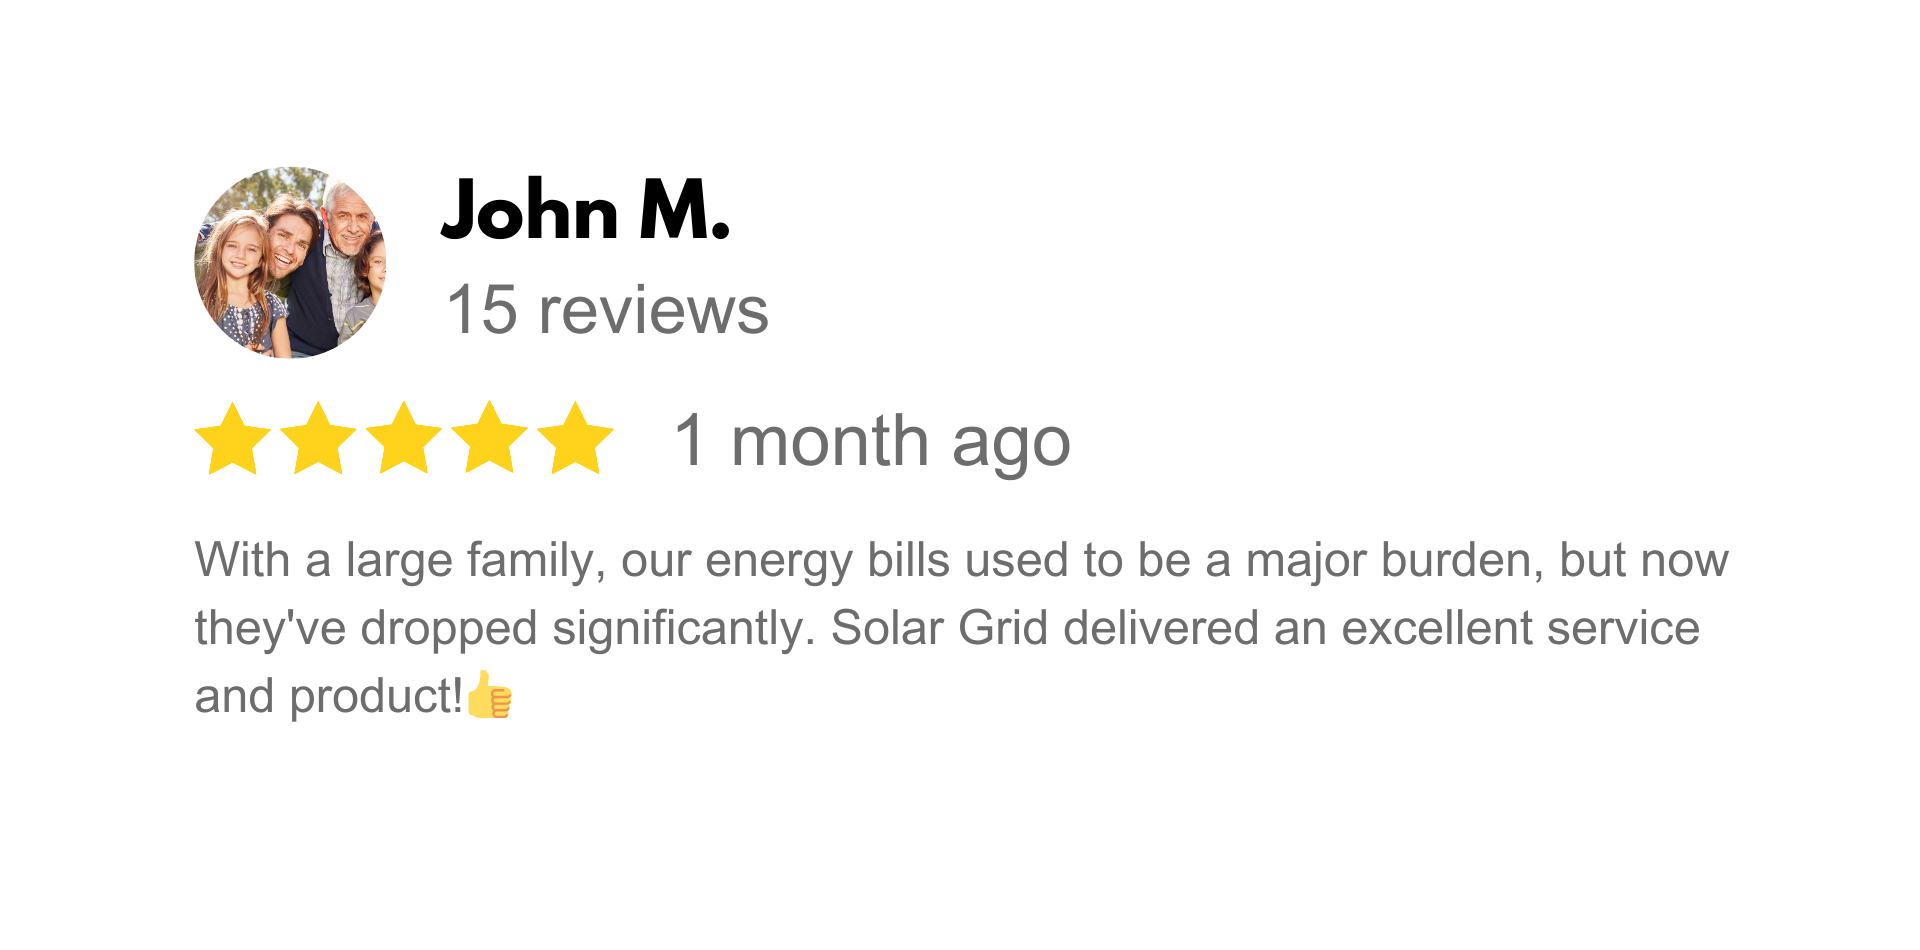 John M.
15 reviews
1 month ago
With a large family, our energy bills used to be a major burden, but now
they've dropped significantly. Solar Grid delivered an excellent service
and product!👍